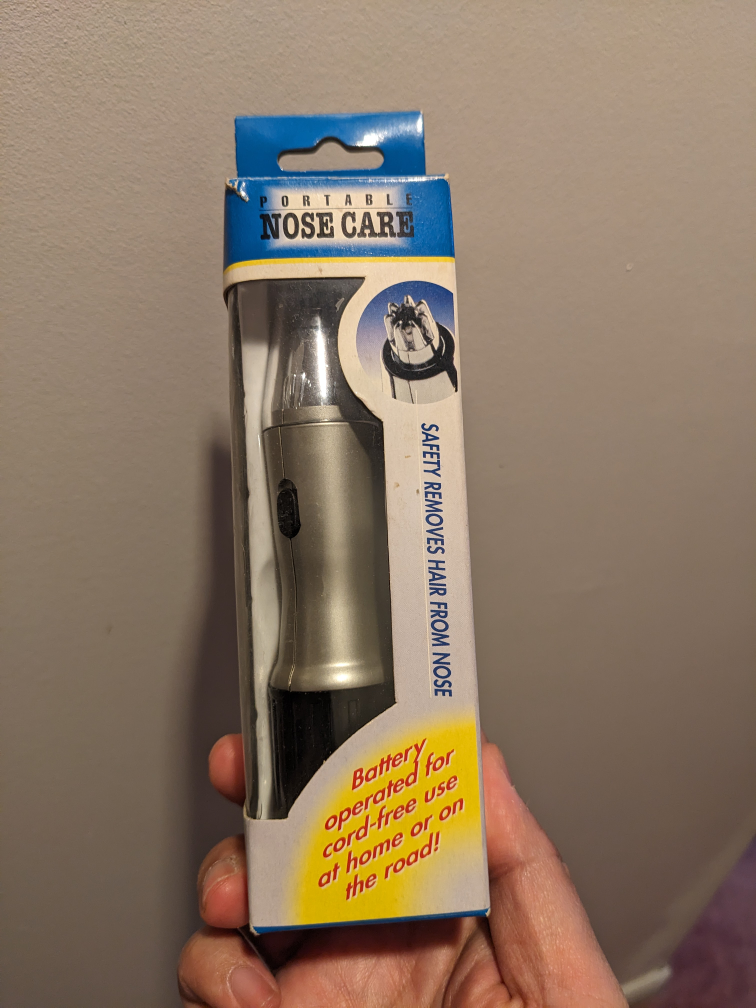 PORTABLE
NOSE CARE
SAFETY REMOVES HAIR FROM NOSE
Battery
operated for
cord-free use
at home or on
the road!